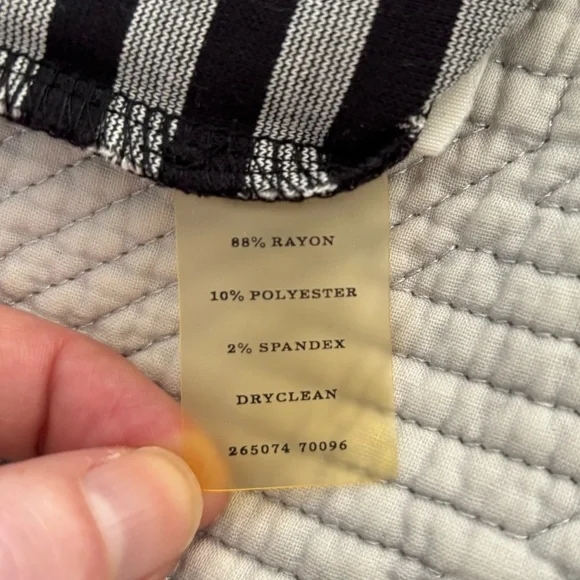 88% RAYON
10% POLYESTER
2% SPANDEX
DRYCLEAN
265074 70096